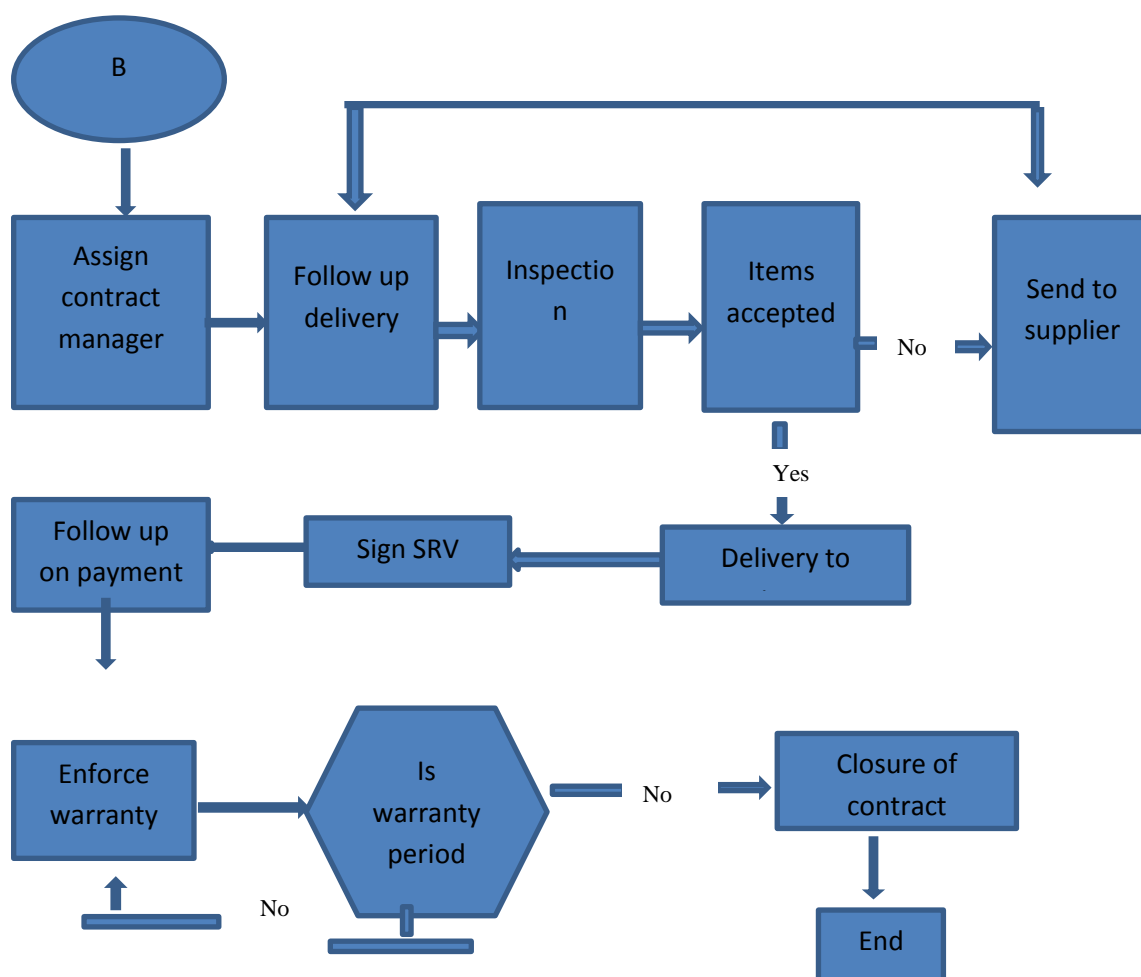 B
Assign
contract
manager
Follow up
delivery
Inspectio
n
Items
accepted
No
Send to
supplier
Yes
Follow up
on payment
Sign SRV
Delivery to
Enforce
warranty
Is
warranty
period
No
Closure of
contract
No
End